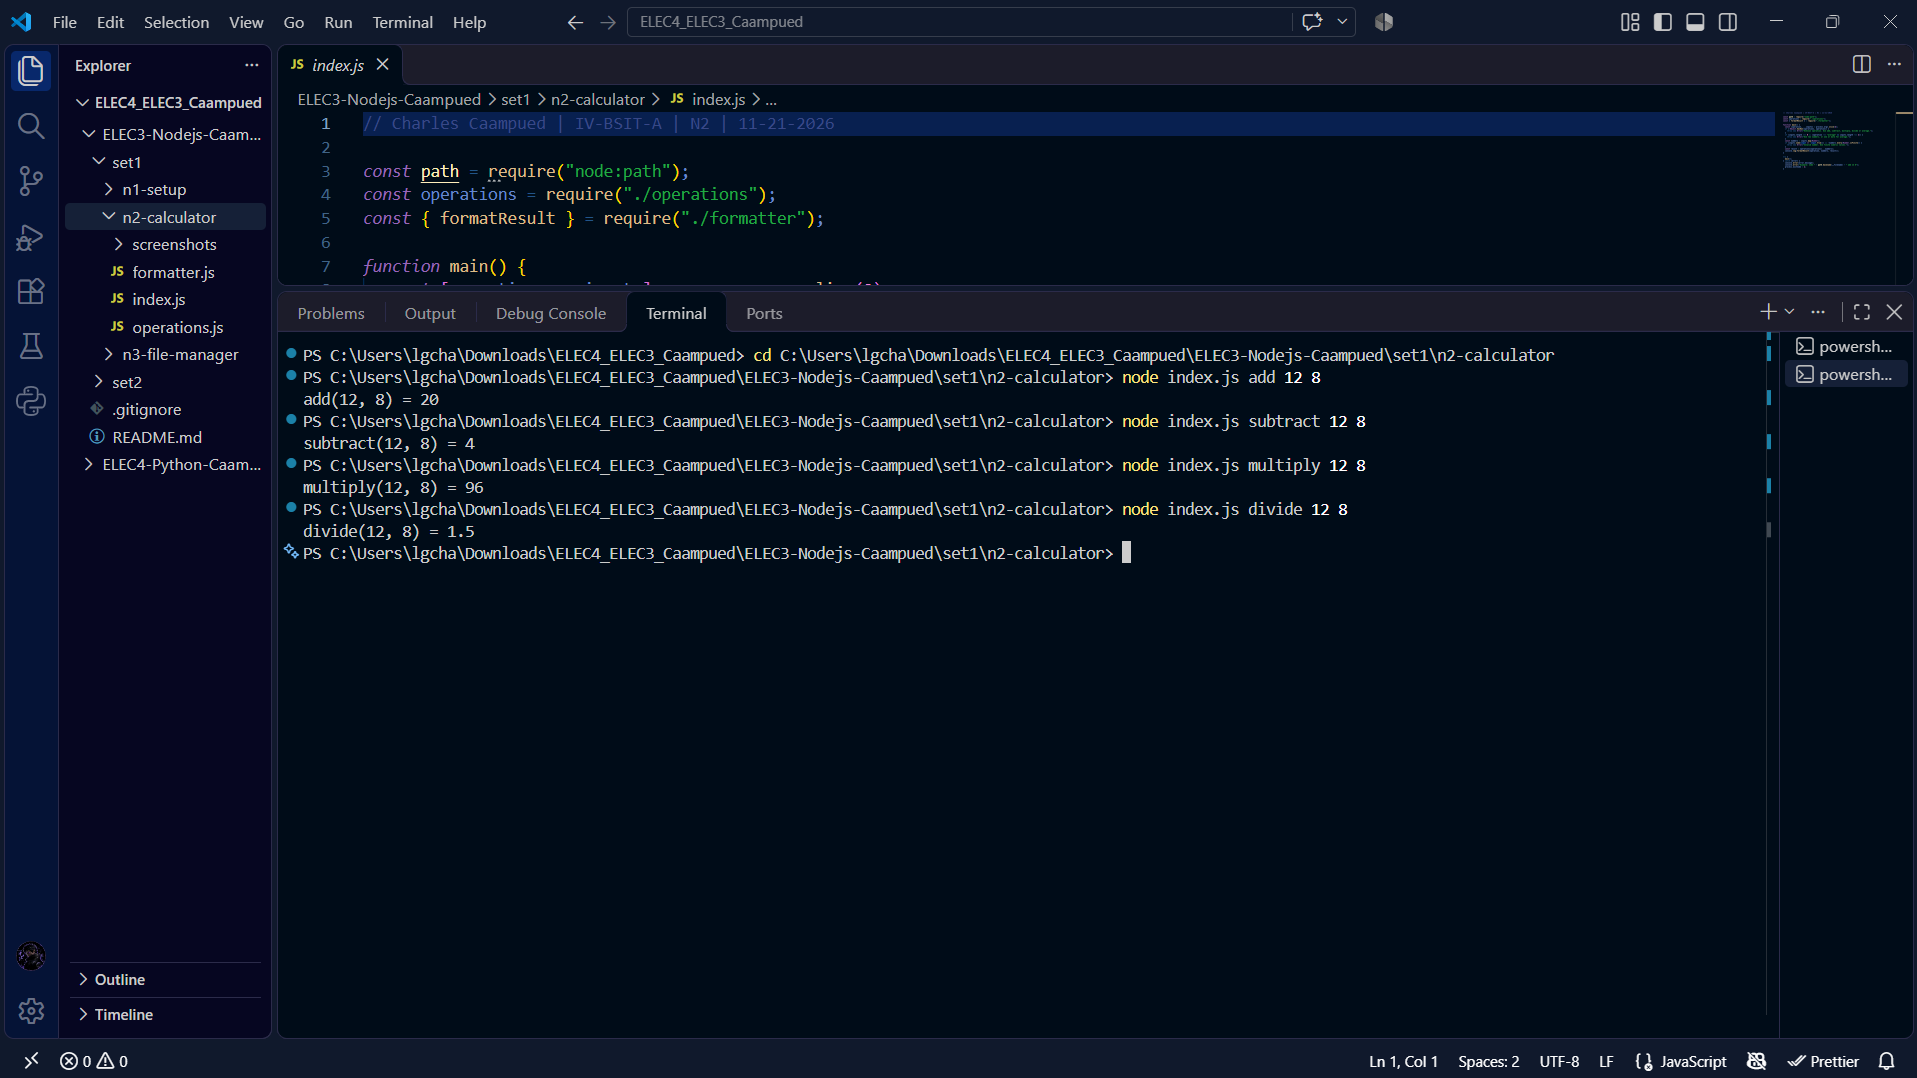 File Edit Selection View Go Run Terminal Help
ELEC4_ELEC3_Caampued
Explorer
ELEC4_ELEC3_Caampued
ELEC3-Nodejs-Caam...
set1
n1-setup
n2-calculator
screenshots
JS formatter.js
JS index.js
JS operations.js
n3-file-manager
set2
.gitignore
README.md
ELEC4-Python-Caam...
Outline
Timeline
JS index.js
ELEC3-Nodejs-Caampued > set1 > n2-calculator > JS index.js > ...
1 // Charles Caampued | IV-BSIT-A | N2 | 11-21-2026
2
3 const path = require("node:path");
4 const operations = require("./operations");
5 const { formatResult } = require("./formatter");
6
7 function main() {
Problems Output Debug Console Terminal Ports
PS C:\Users\lgcha\Downloads\ELEC4_ELEC3_Caampued> cd C:\Users\lgcha\Downloads\ELEC4_ELEC3_Caampued\ELEC3-Nodejs-Caampued\set1\n2-calculator
PS C:\Users\lgcha\Downloads\ELEC4_ELEC3_Caampued\ELEC3-Nodejs-Caampued\set1\n2-calculator> node index.js add 12 8
add(12, 8) = 20
PS C:\Users\lgcha\Downloads\ELEC4_ELEC3_Caampued\ELEC3-Nodejs-Caampued\set1\n2-calculator> node index.js subtract 12 8
subtract(12, 8) = 4
PS C:\Users\lgcha\Downloads\ELEC4_ELEC3_Caampued\ELEC3-Nodejs-Caampued\set1\n2-calculator> node index.js multiply 12 8
multiply(12, 8) = 96
PS C:\Users\lgcha\Downloads\ELEC4_ELEC3_Caampued\ELEC3-Nodejs-Caampued\set1\n2-calculator> node index.js divide 12 8
divide(12, 8) = 1.5
PS C:\Users\lgcha\Downloads\ELEC4_ELEC3_Caampued\ELEC3-Nodejs-Caampued\set1\n2-calculator>
powersh...
powersh...
0 0
Ln 1, Col 1 Spaces: 2 UTF-8 LF {} JavaScript Prettier